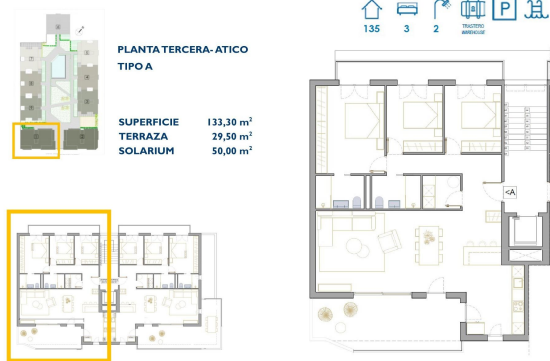 135 3 2 TRASTERO
WAREHOUSE
P
PLANTA TERCERA- ATICO
TIPO A
SUPERFICIE 133,30 m²
TERRAZA 29,50 m²
SOLARIUM 50,00 m²
<A